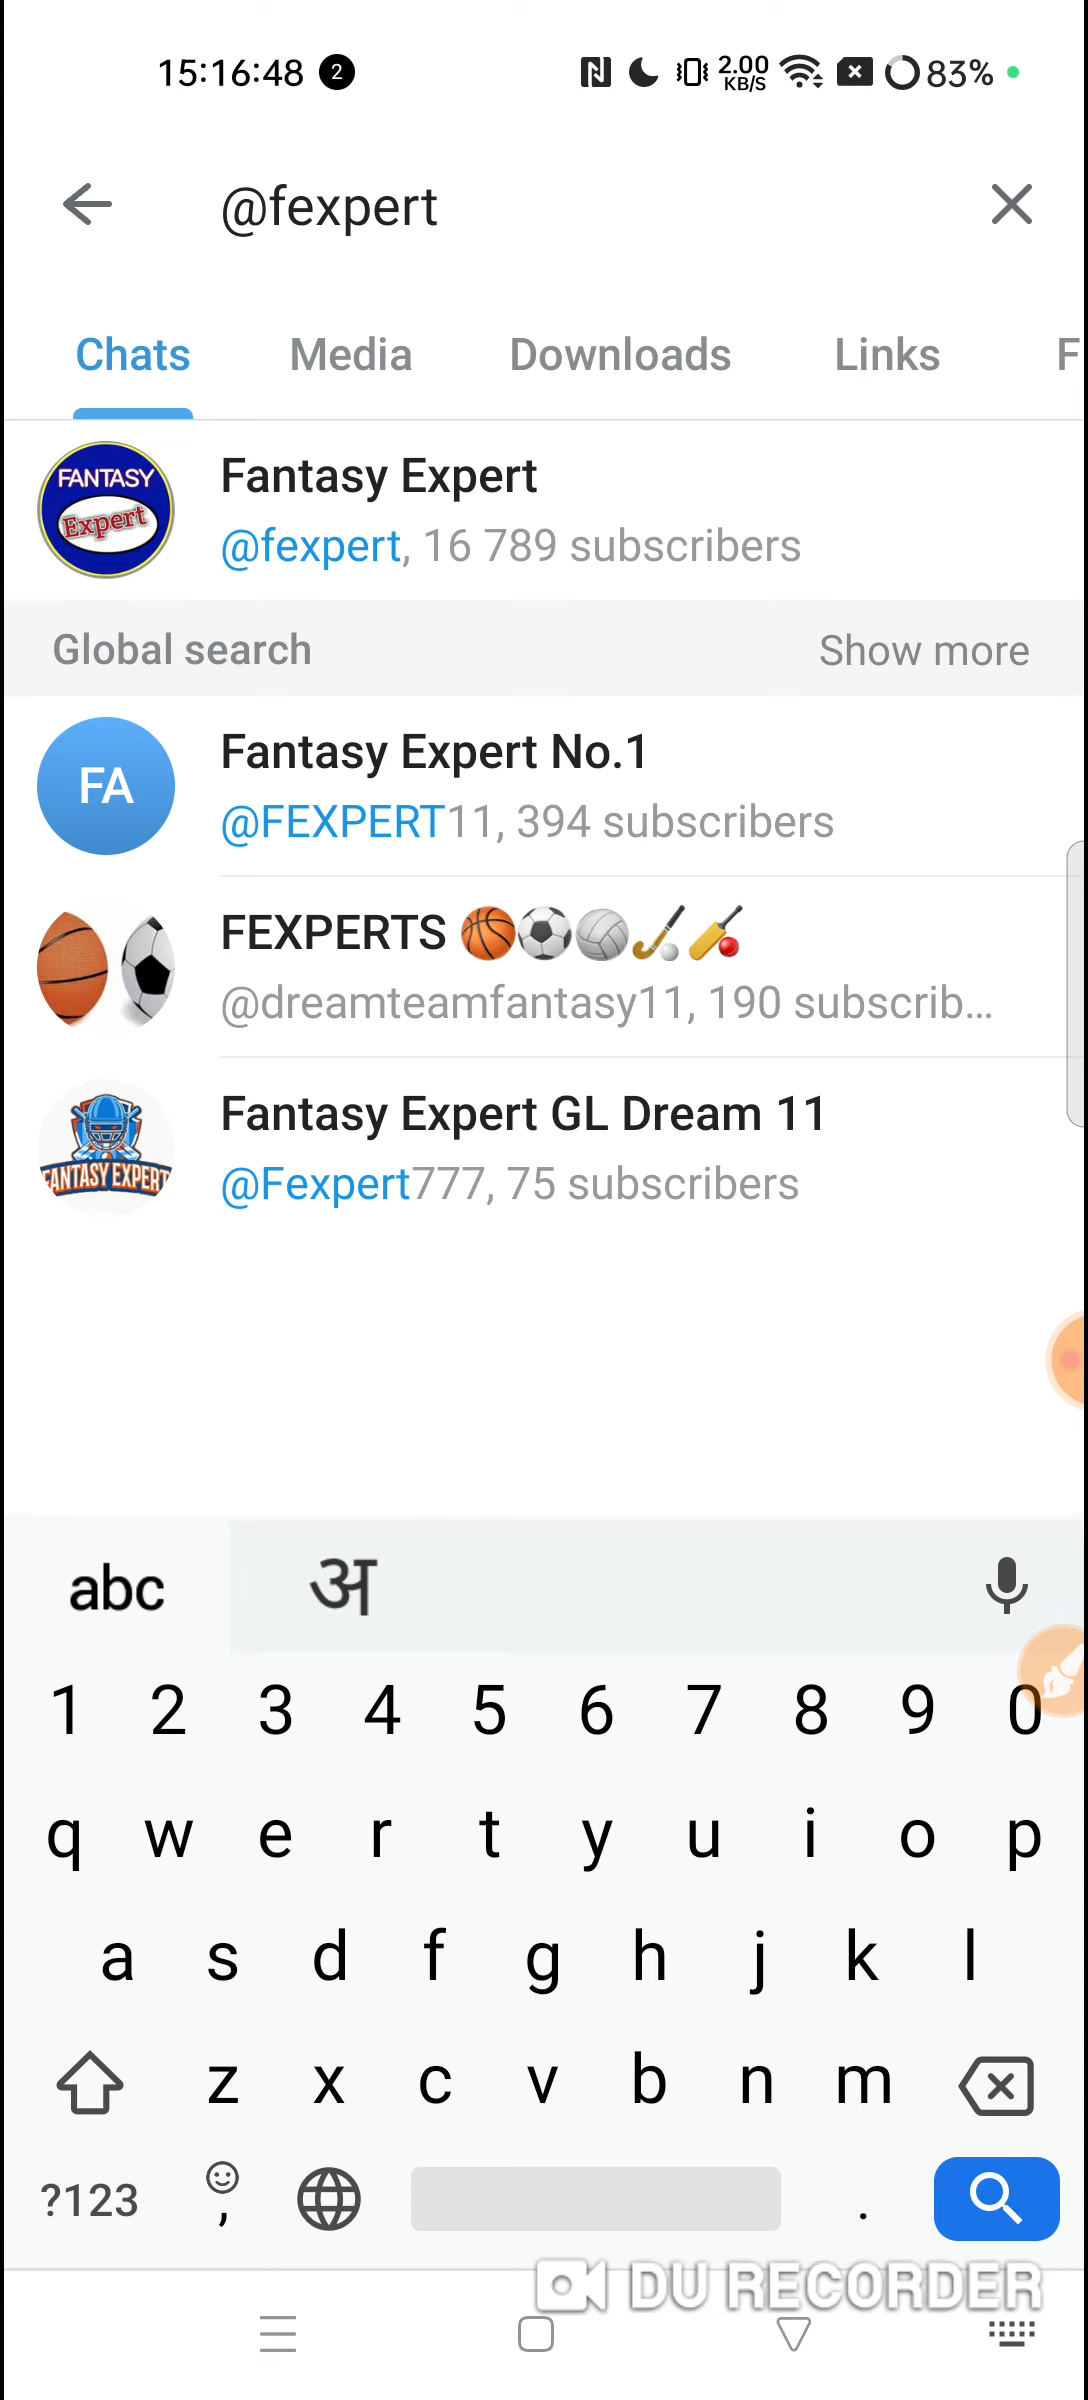 15:16:48 2 2.00 KB/S 83%
@fexpert
Chats Media Downloads Links F
FANTASY
Expert
Fantasy Expert
@fexpert, 16 789 subscribers
Global search Show more
FA
Fantasy Expert No.1
@FEXPERT11, 394 subscribers
FEXPERTS 🏀⚽🏐🏑🏏
@dreamteamfantasy11, 190 subscrib...
FANTASY EXPERT
Fantasy Expert GL Dream 11
@Fexpert777, 75 subscribers
abc अ
1 2 3 4 5 6 7 8 9 0
q w e r t y u i o p
a s d f g h j k l
z x c v b n m
?123 , .
DU RECORDER